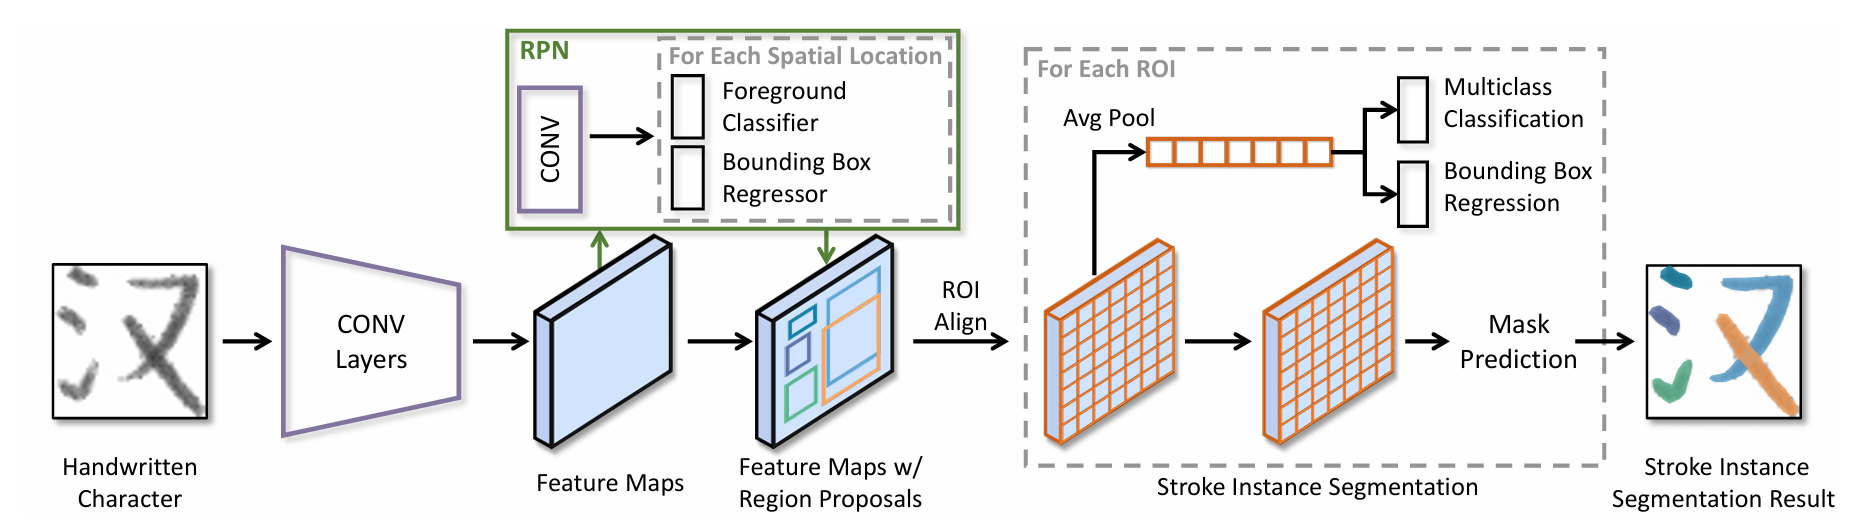 RPN
For Each Spatial Location
CONV
Foreground
Classifier
Bounding Box
Regressor
For Each ROI
Avg Pool
Multiclass
Classification
Bounding Box
Regression
汉
CONV
Layers
ROI
Align
Mask
Prediction
汉
Handwritten
Character
Feature Maps
Feature Maps w/
Region Proposals
Stroke Instance Segmentation
Stroke Instance
Segmentation Result